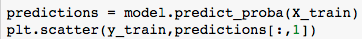 predictions = model.predict_proba(X_train)
plt.scatter(y_train,predictions[:,1])